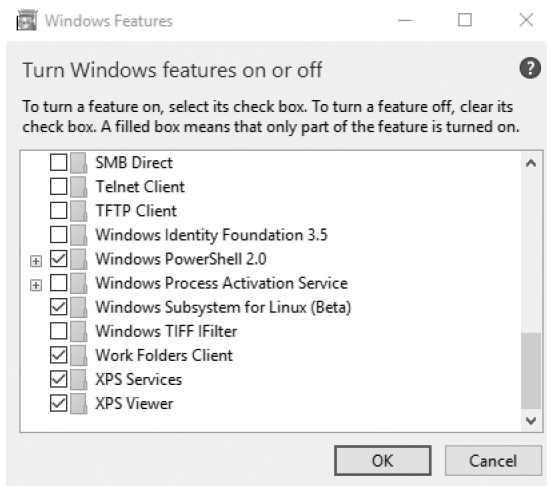 Windows Features
Turn Windows features on or off
To turn a feature on, select its check box. To turn a feature off, clear its
check box. A filled box means that only part of the feature is turned on.
SMB Direct
Telnet Client
TFTP Client
Windows Identity Foundation 3.5
Windows PowerShell 2.0
Windows Process Activation Service
Windows Subsystem for Linux (Beta)
Windows TIFF IFilter
Work Folders Client
XPS Services
XPS Viewer
OK Cancel